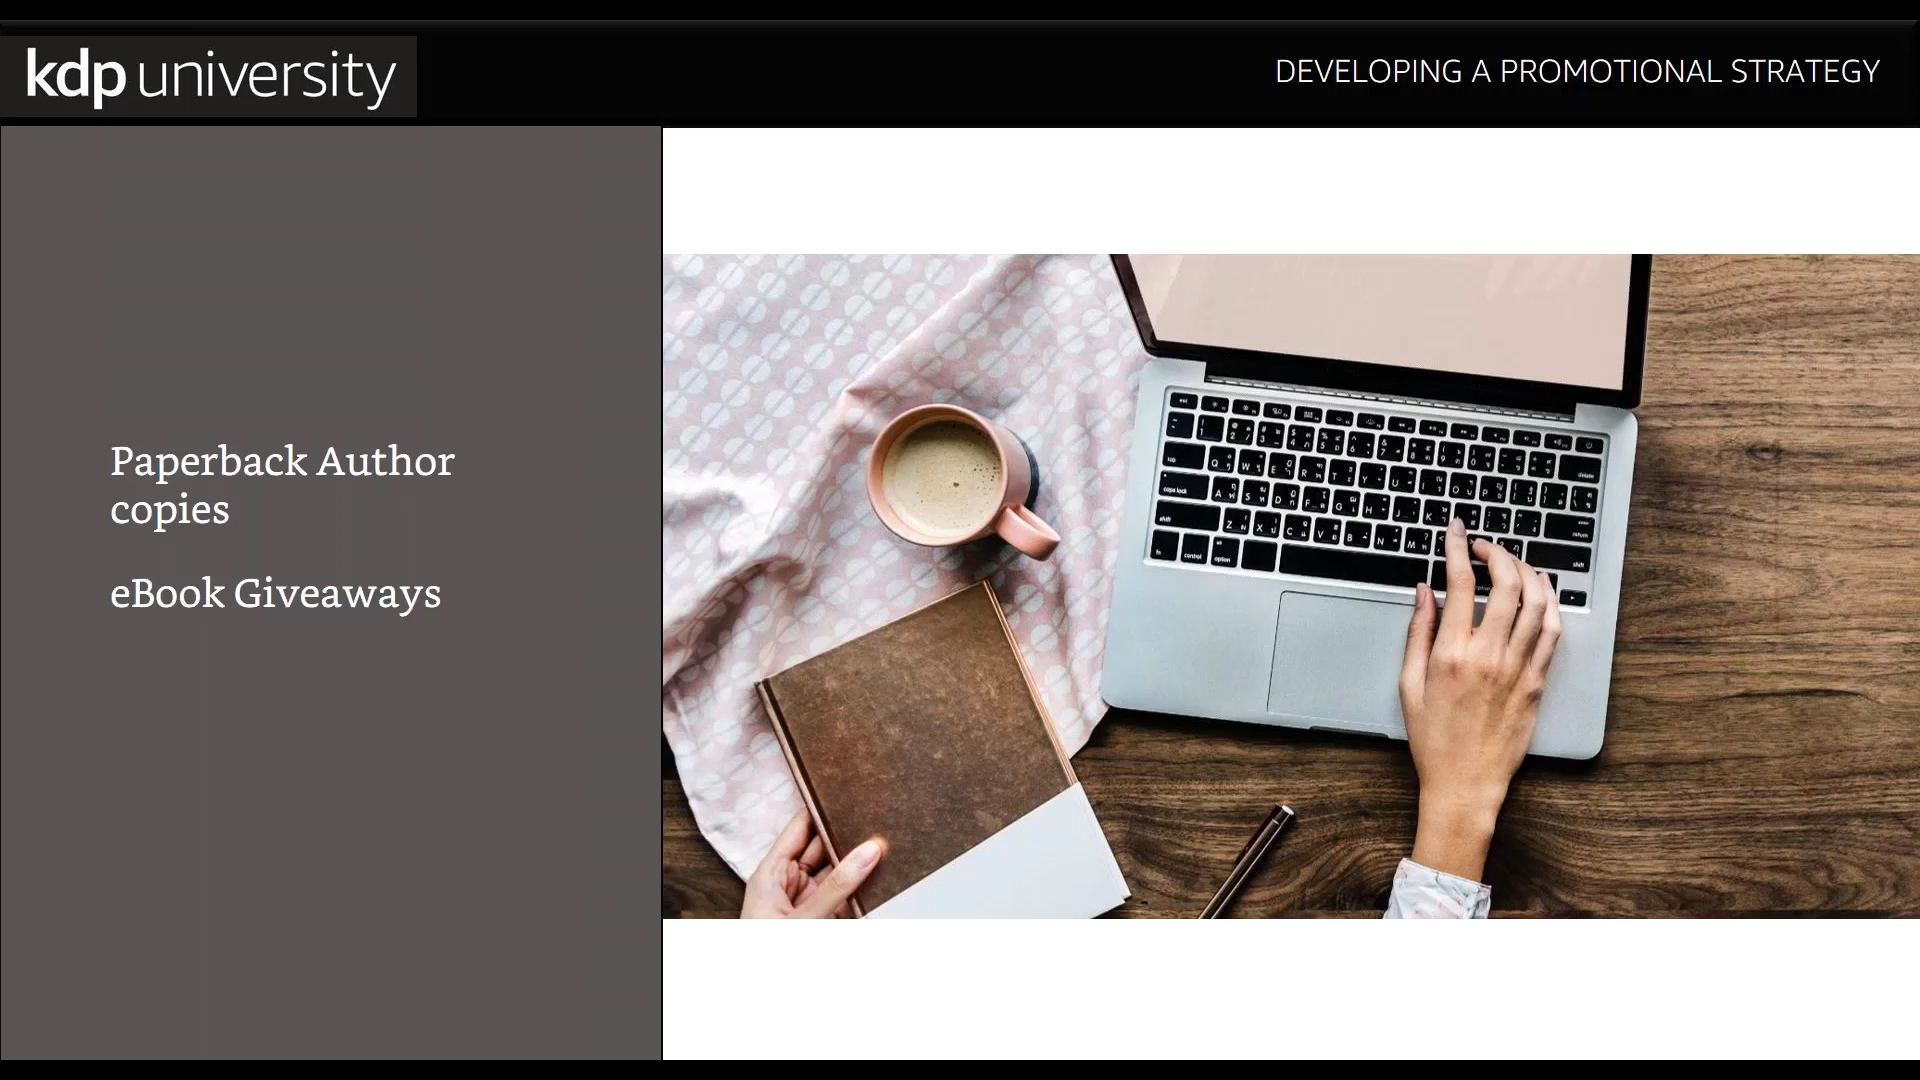 kdp university
DEVELOPING A PROMOTIONAL STRATEGY
Paperback Author
copies
eBook Giveaways